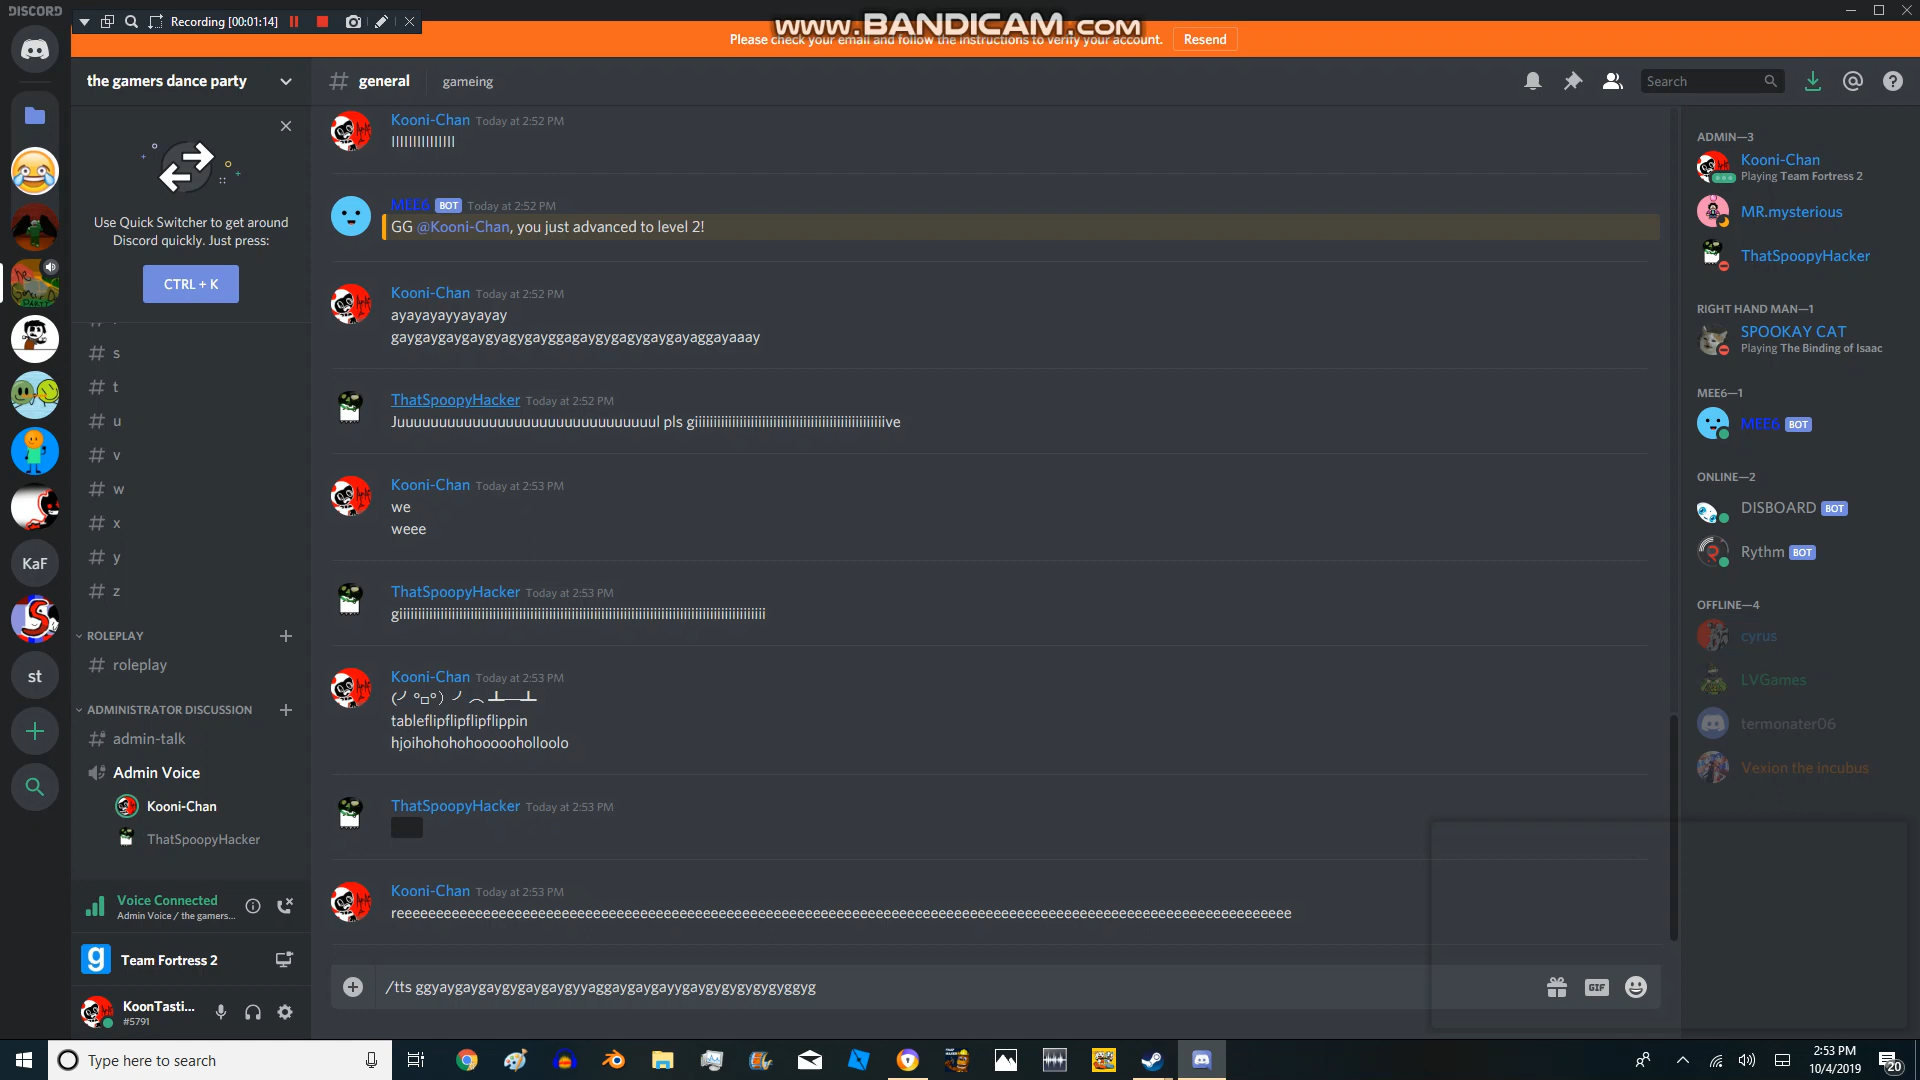 DISCORD
Recording [00:01:14]
www.BANDICAM.com
Please check your email and follow the instructions to verify your account.
Resend
the gamers dance party
general
gameing
Search
Use Quick Switcher to get around
Discord quickly. Just press:
CTRL + K
s
t
u
v
w
x
y
z
ROLEPLAY
roleplay
ADMINISTRATOR DISCUSSION
admin-talk
Admin Voice
Kooni-Chan
ThatSpoopyHacker
Voice Connected
Admin Voice / the gamers...
Team Fortress 2
KoonTasti...
#5791
KaF
st
Kooni-Chan Today at 2:52 PM
MEE6 BOT Today at 2:52 PM
GG @Kooni-Chan, you just advanced to level 2!
Kooni-Chan Today at 2:52 PM
ayayayayyayayay
ThatSpoopyHacker Today at 2:52 PM
Kooni-Chan Today at 2:53 PM
we
weee
ThatSpoopyHacker Today at 2:53 PM
Kooni-Chan Today at 2:53 PM
(╯°□°）╯︵ ┻━┻
tableflipflipflipflippin
hjoihohohohoooooholloolo
ThatSpoopyHacker Today at 2:53 PM
Kooni-Chan Today at 2:53 PM
/tts
GIF
ADMIN—3
Kooni-Chan
Playing Team Fortress 2
MR.mysterious
ThatSpoopyHacker
RIGHT HAND MAN—1
SPOOKAY CAT
Playing The Binding of Isaac
MEE6—1
MEE6 BOT
ONLINE—2
DISBOARD BOT
Rythm BOT
OFFLINE—4
cyrus
LVGames
termonater06
Vexion the incubus
Type here to search
2:53 PM
10/4/2019
20